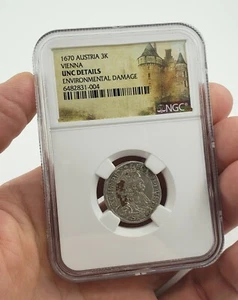 1670 AUSTRIA 3K
VIENNA
UNC DETAILS
ENVIRONMENTAL DAMAGE
6482831-004
NGC